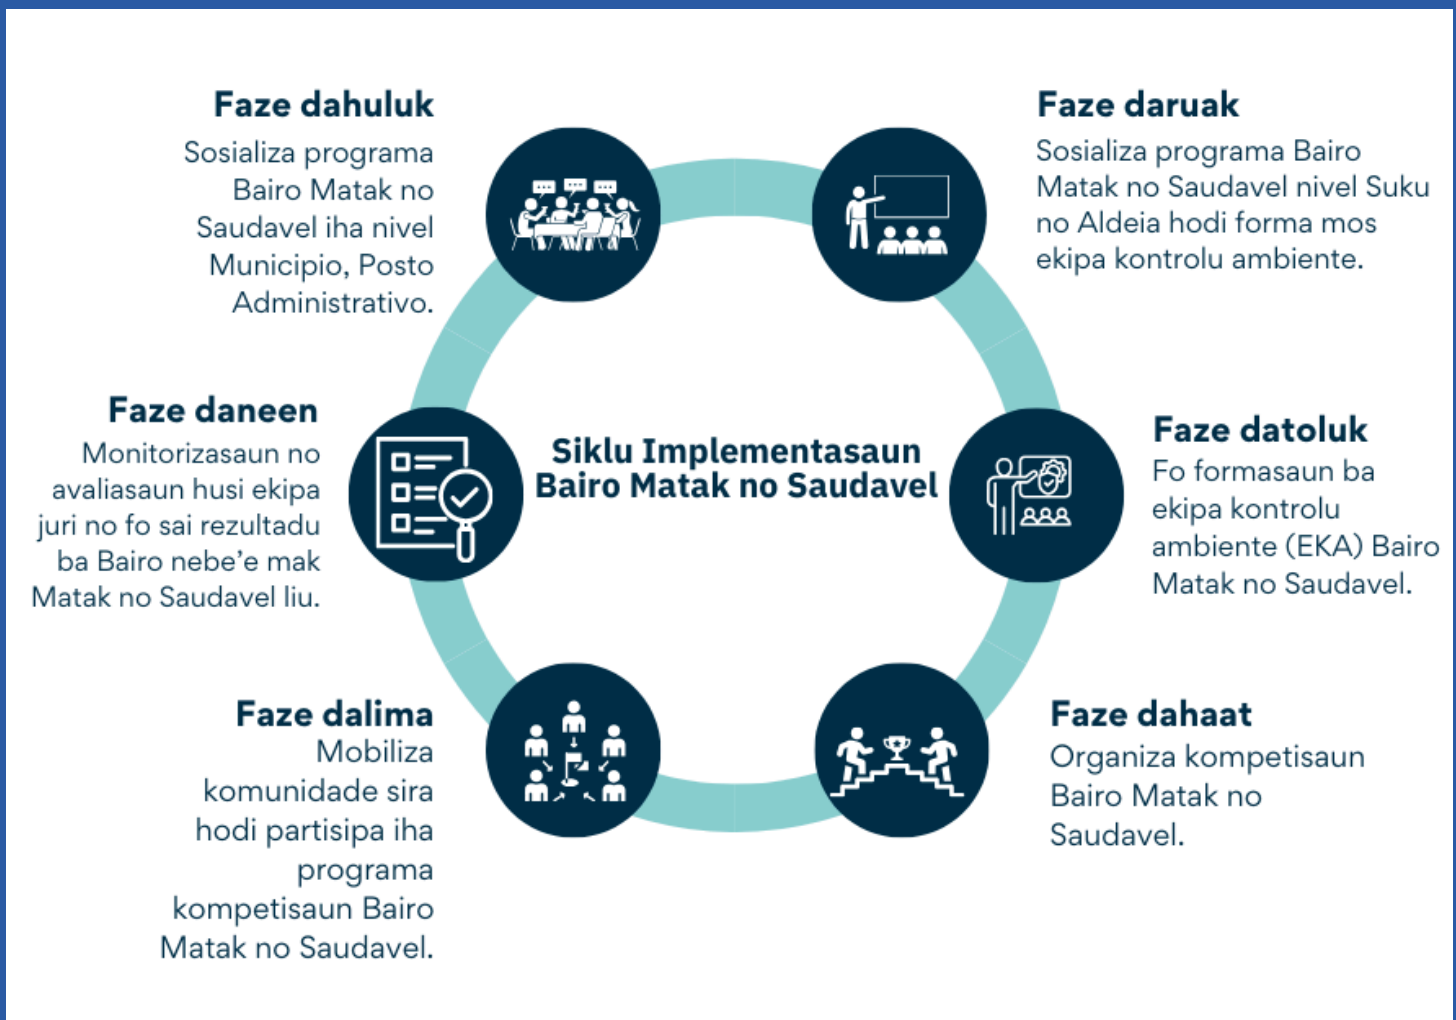 Faze dahuluk
Sosializa programa
Bairo Matak no
Saudavel iha nivel
Municipio, Posto
Administrativo.
Faze daruak
Sosializa programa Bairo
Matak no Saudavel nivel Suku
no Aldeia hodi forma mos
ekipa kontrolu ambiente.
Faze datoluk
Fo formasaun ba
ekipa kontrolu
ambiente (EKA) Bairo
Matak no Saudavel.
Faze dahaat
Organiza kompetisaun
Bairo Matak no
Saudavel.
Faze dalima
Mobiliza
komunidade sira
hodi partisipa iha
programa
kompetisaun Bairo
Matak no Saudavel.
Faze daneen
Monitorizasaun no
avaliasaun husi ekipa
juri no fo sai rezultadu
ba Bairo nebe'e mak
Matak no Saudavel liu.
Siklu Implementasaun
Bairo Matak no Saudavel